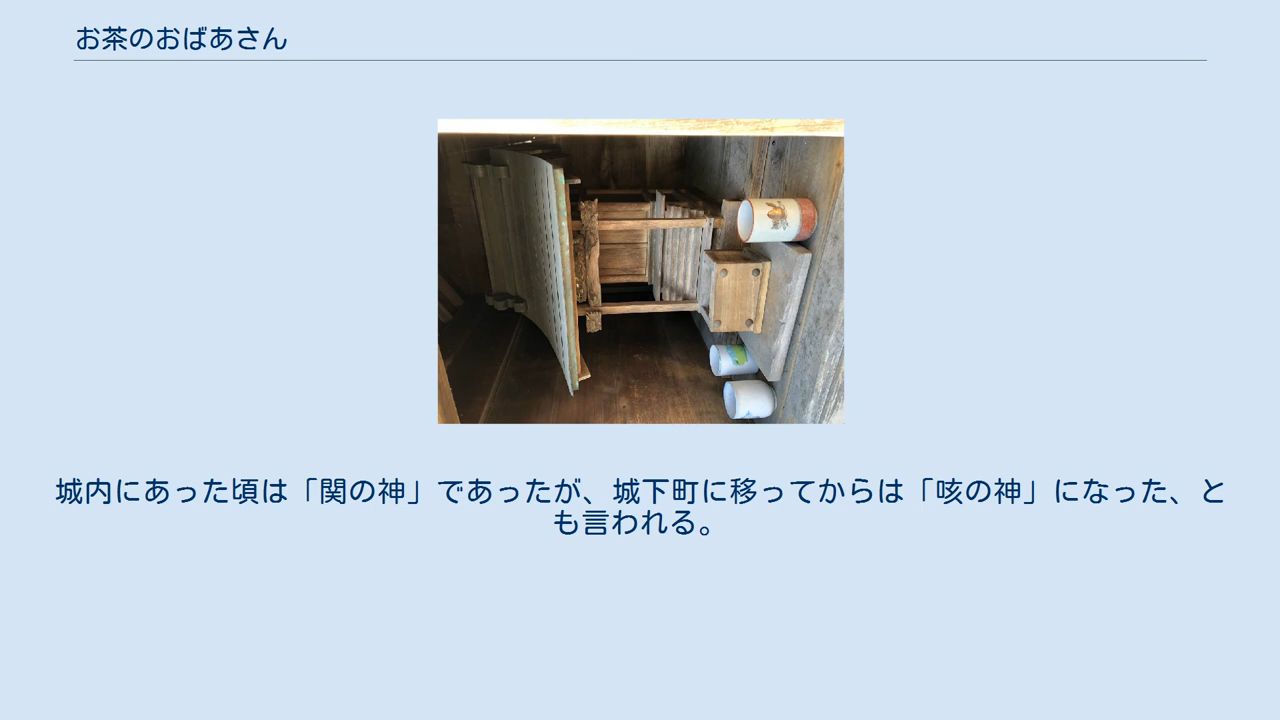 お茶のおばあさん
城内にあった頃は「関の神」であったが、城下町に移ってからは「咳の神」になった、と
も言われる。